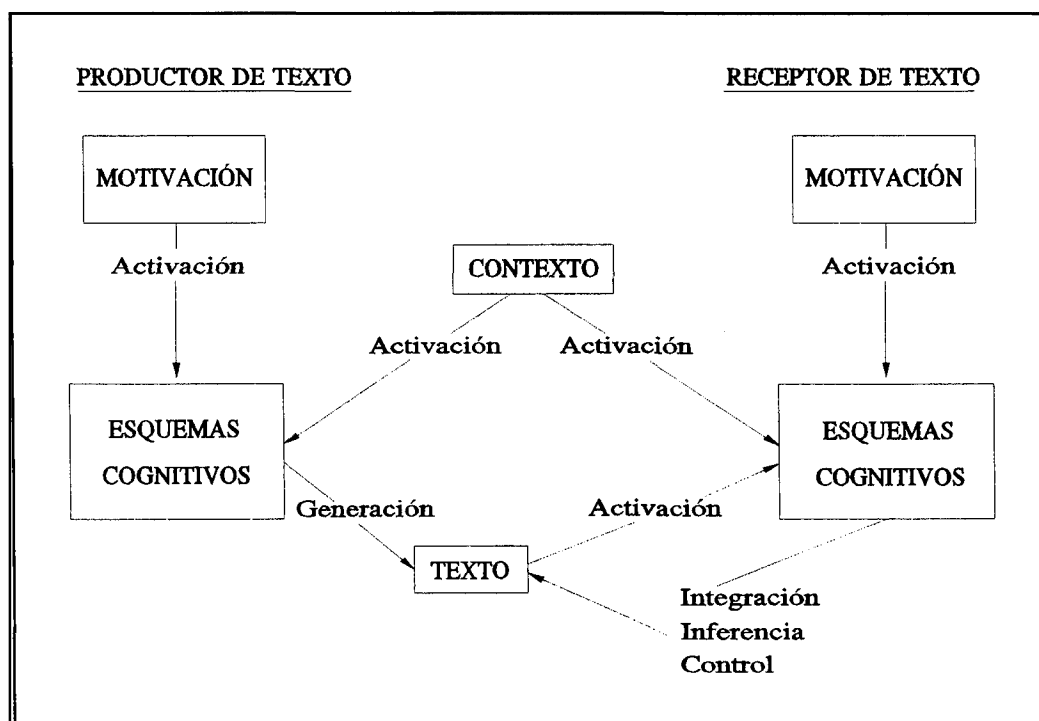 PRODUCTOR DE TEXTO
RECEPTOR DE TEXTO
MOTIVACIÓN
MOTIVACIÓN
Activación
Activación
CONTEXTO
Activación
Activación
ESQUEMAS
COGNITIVOS
ESQUEMAS
COGNITIVOS
Generación
Activación
TEXTO
Integración
Inferencia
Control